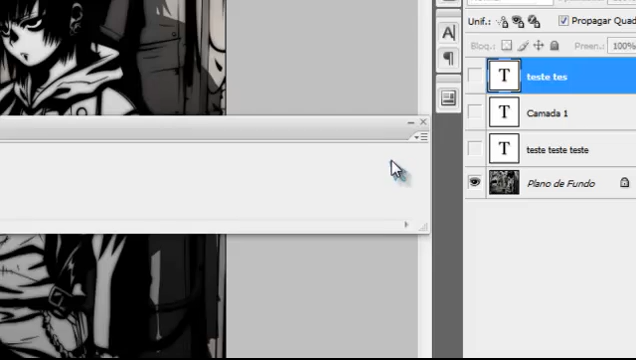 Unif.:
Propagar Quad
Bloq.:
Preen.: 100%
T teste tes
T Camada 1
T teste teste teste
Plano de Fundo
A